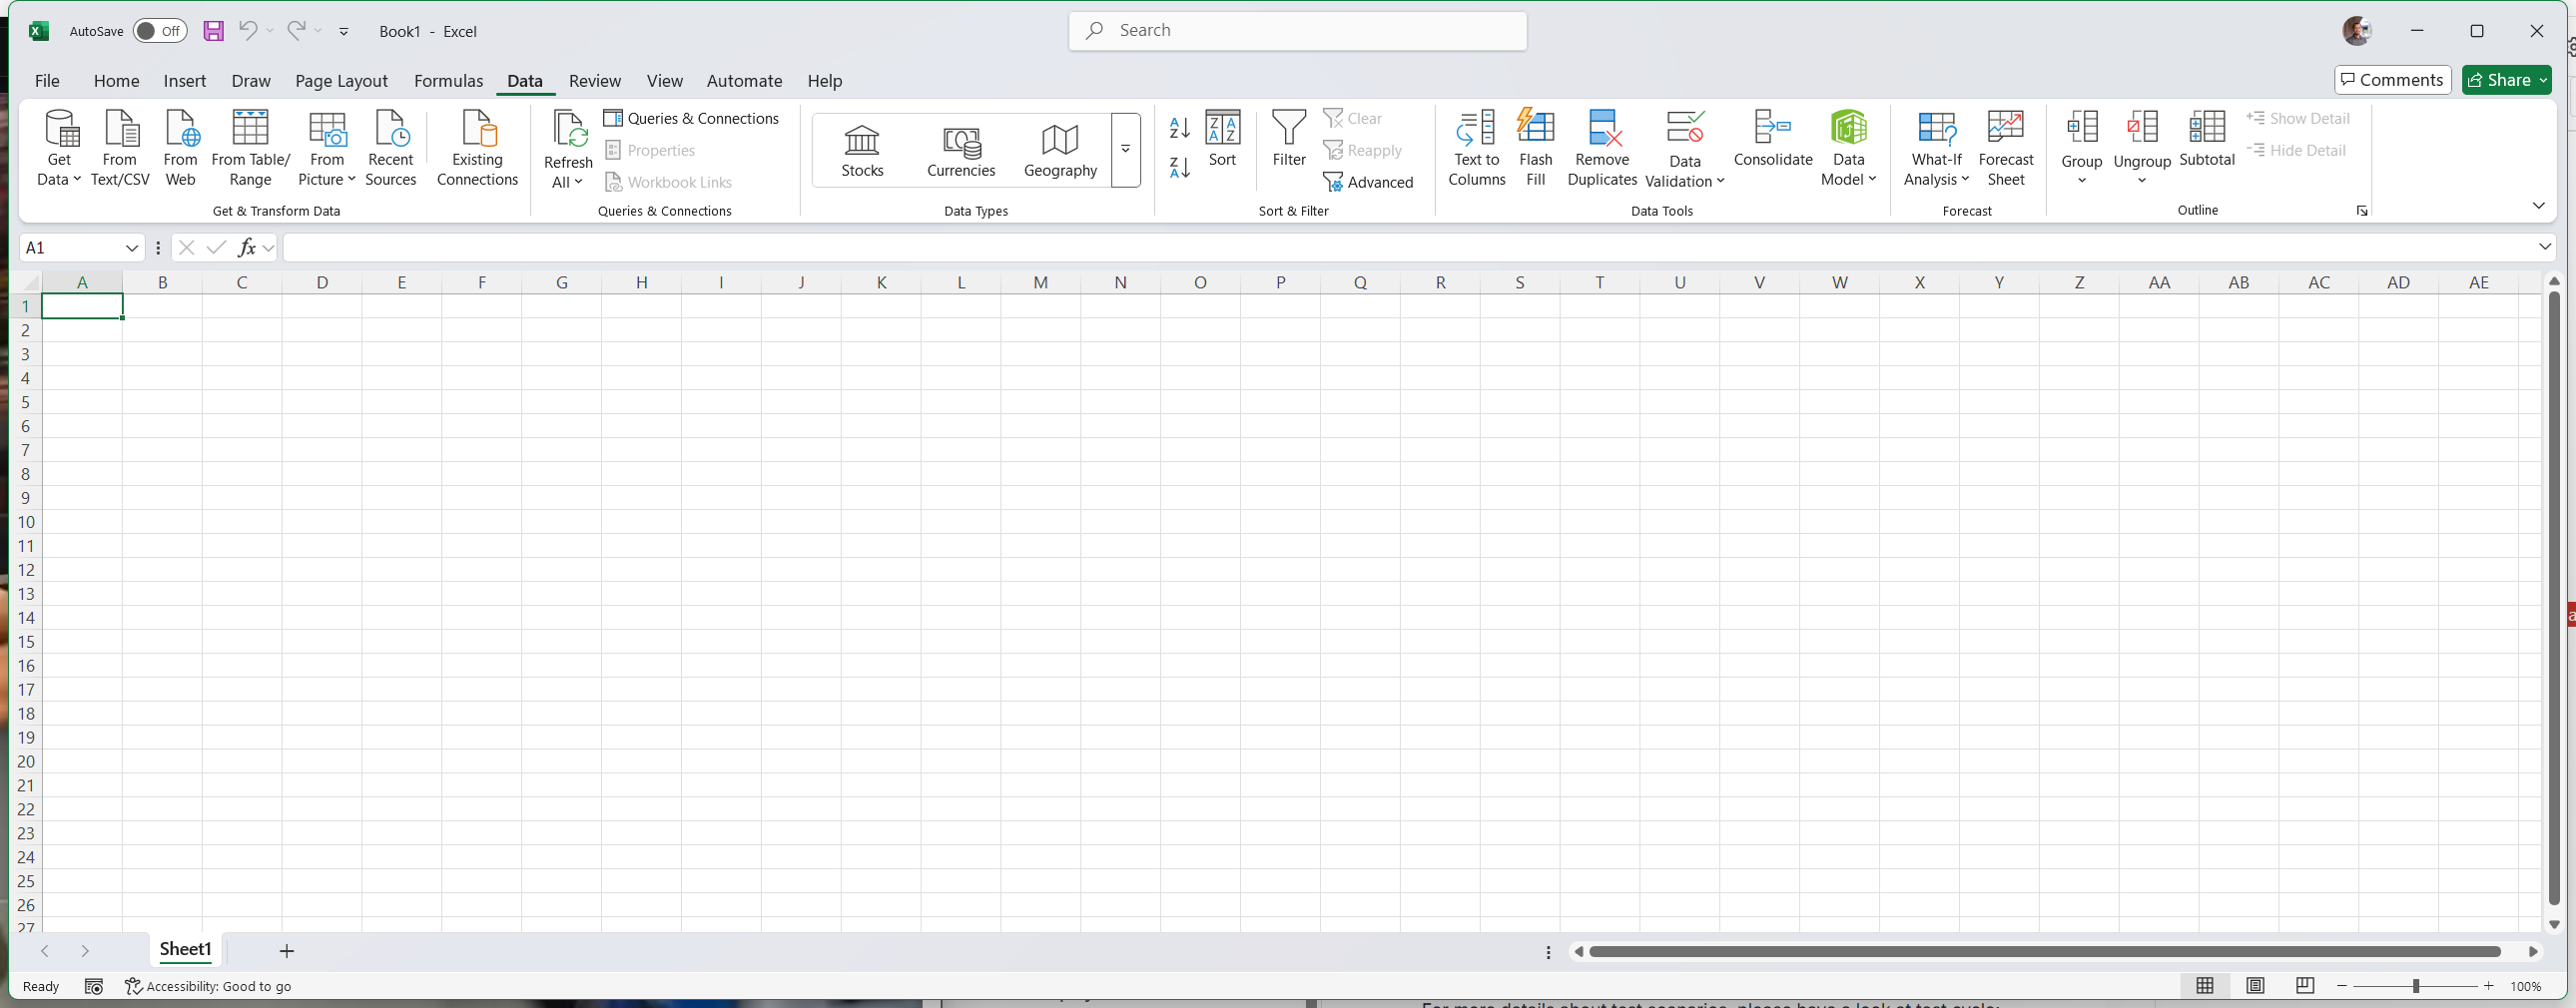 AutoSave Off Book1 - Excel Search
File Home Insert Draw Page Layout Formulas Data Review View Automate Help Comments Share
Get Data
From Text/CSV
From Web
From Table/ Range
From Picture
Recent Sources
Existing Connections
Get & Transform Data
Refresh All
Queries & Connections
Properties
Workbook Links
Queries & Connections
Stocks
Currencies
Geography
Data Types
Sort
Filter
Clear
Reapply
Advanced
Sort & Filter
Text to Columns
Flash Fill
Remove Duplicates
Data Validation
Consolidate
Data Model
Data Tools
What-If Analysis
Forecast Sheet
Forecast
Group
Ungroup
Subtotal
Show Detail
Hide Detail
Outline
A1 fx
A B C D E F G H I J K L M N O P Q R S T U V W X Y Z AA AB AC AD AE
1
2
3
4
5
6
7
8
9
10
11
12
13
14
15
16
17
18
19
20
21
22
23
24
25
26
27
Sheet1
Ready Accessibility: Good to go 100%